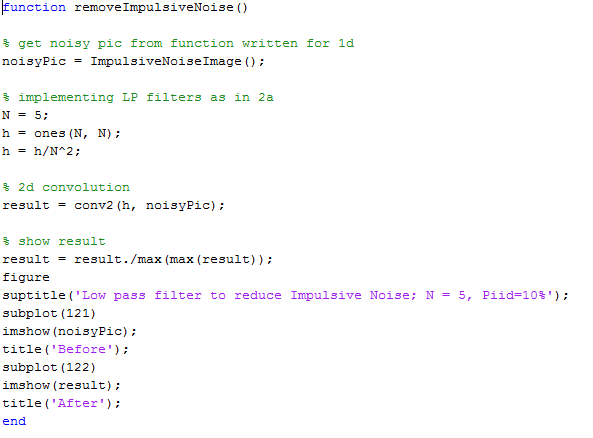 function removeImpulsiveNoise()
% get noisy pic from function written for 1d
noisyPic = ImpulsiveNoiseImage();
% implementing LP filters as in 2a
N = 5;
h = ones(N, N);
h = h/N^2;
% 2d convolution
result = conv2(h, noisyPic);
% show result
result = result./max(max(result));
figure
suptitle('Low pass filter to reduce Impulsive Noise; N = 5, Piid=10%');
subplot(121)
imshow(noisyPic);
title('Before');
subplot(122)
imshow(result);
title('After');
end